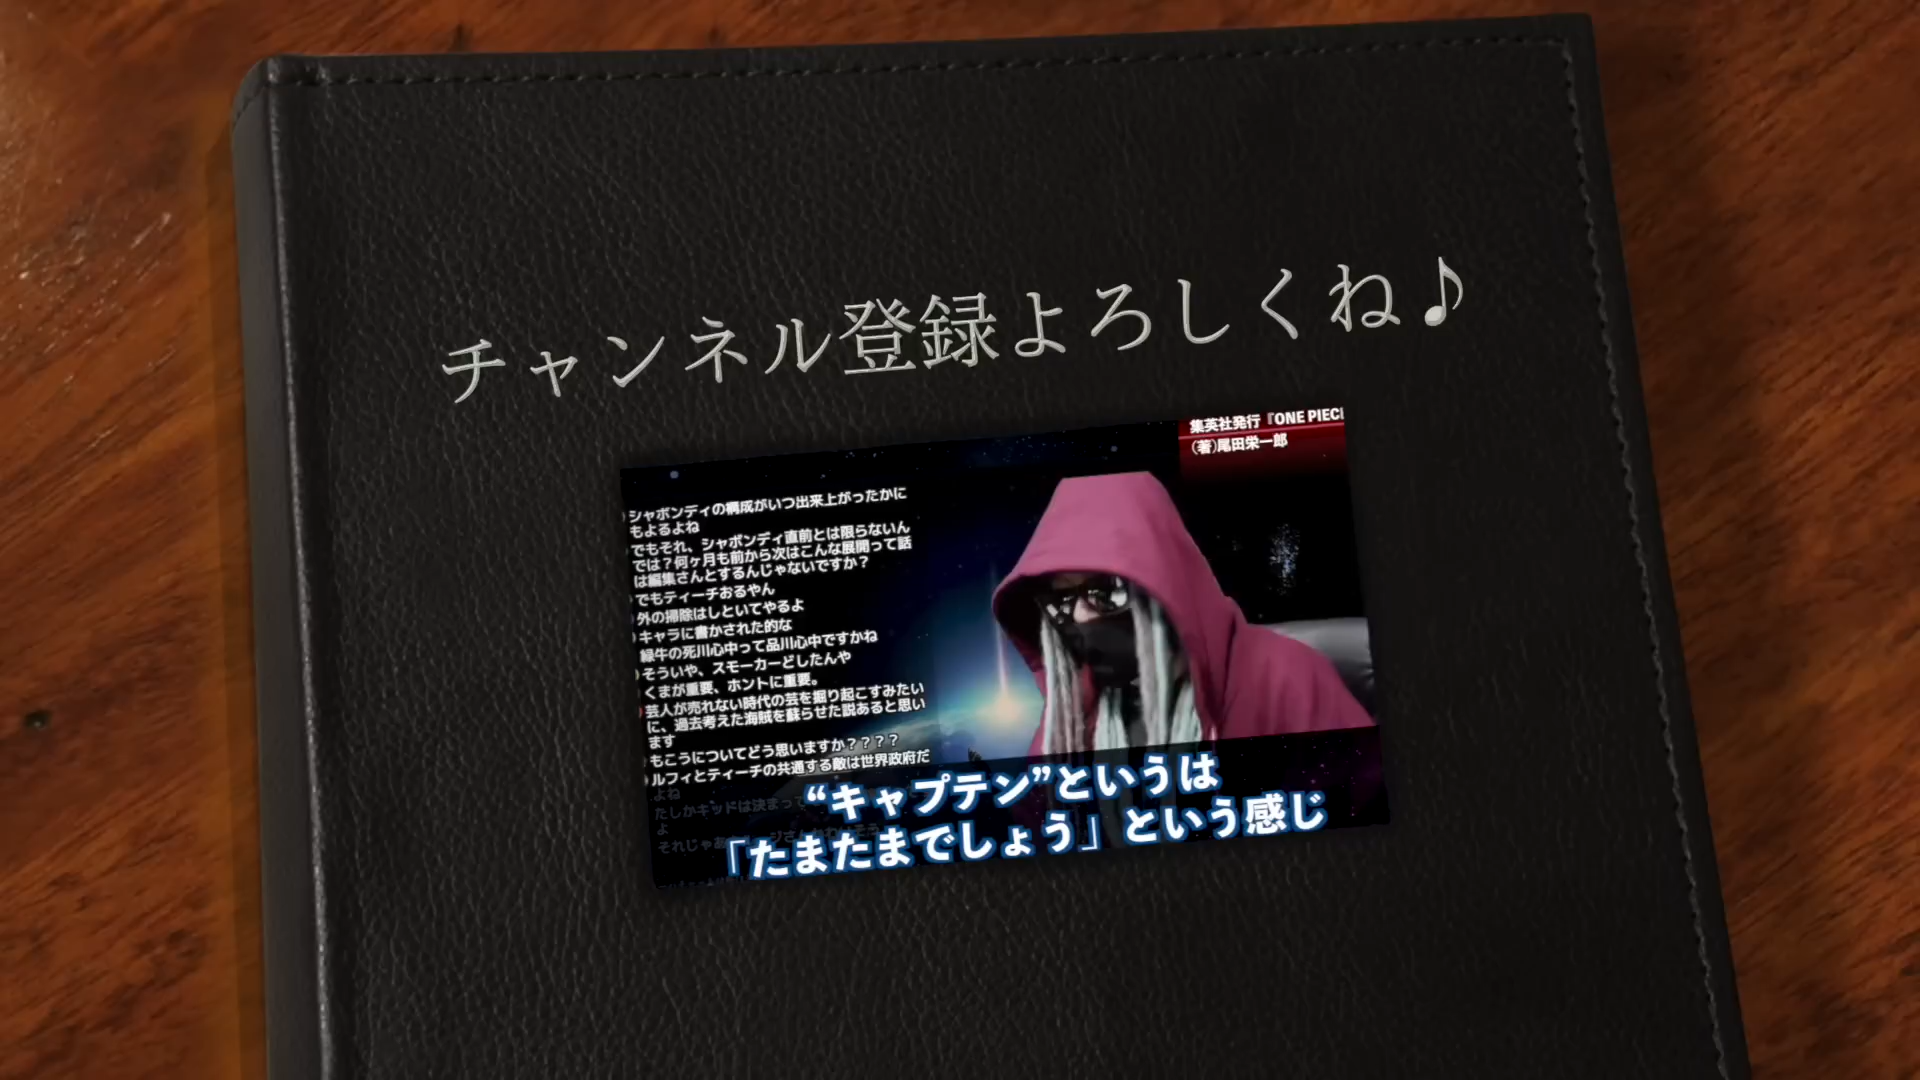 チャンネル登録よろしくね♪
集英社発行『ONE PIEC
(著)尾田栄一郎
シャボンディの構成がいつ出来上がったかに
もよるよね
でもそれ、シャボンディ直前とは限らないん
では？何ヶ月も前から次はこんな展開って話
は編集さんとするんじゃないですか？
でもティーチおるやん
外の掃除はしといてやるよ
キャラに書かされた的な
緑牛の死川心中って品川心中ですかね
そういや、スモーカーどしたんや
くまが重要、ホントに重要。
芸人が売れない時代の芸を掘り起こすみたい
に、過去考えた海賊を蘇らせた説あると思い
ます
もこうについてどう思いますか？？？？
ルフィとティーチの共通する敵は世界政府だ
よね
たしかキッドは決まって
よ
それじゃあ
“キャプテン”というは
「たまたまでしょう」という感じ